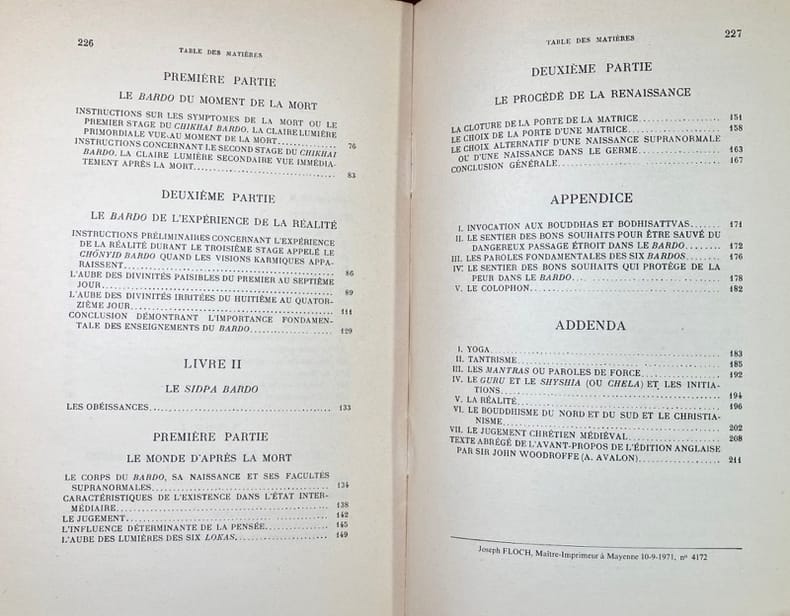 226
TABLE DES MATIÈRES
PREMIÈRE PARTIE
LE BARDO DU MOMENT DE LA MORT
INSTRUCTIONS SUR LES SYMPTOMES DE LA MORT OU LE
PREMIER STAGE DU CHIKHAI BARDO. LA CLAIRE LUMIÈRE
PRIMORDIALE VUE AU MOMENT DE LA MORT............... 76
INSTRUCTIONS CONCERNANT LE SECOND STAGE DU CHIKHAI
BARDO. LA CLAIRE LUMIÈRE SECONDAIRE VUE IMMÉDIA-
TEMENT APRÈS LA MORT............... 83
DEUXIÈME PARTIE
LE BARDO DE L'EXPÉRIENCE DE LA RÉALITÉ
INSTRUCTIONS PRÉLIMINAIRES CONCERNANT L'EXPÉRIENCE
DE LA RÉALITÉ DURANT LE TROISIÈME STAGE APPELÉ LE
CHÖNYID BARDO QUAND LES VISIONS KARMIQUES APPA-
RAISSENT............... 86
L'AUBE DES DIVINITÉS PAISIBLES DU PREMIER AU SEPTIÈME
JOUR............... 89
L'AUBE DES DIVINITÉS IRRITÉES DU HUITIÈME AU QUATOR-
ZIÈME JOUR............... 111
CONCLUSION DÉMONTRANT L'IMPORTANCE FONDAMEN-
TALE DES ENSEIGNEMENTS DU BARDO............... 129
LIVRE II
LE SIDPA BARDO
LES OBÉISSANCES............... 133
PREMIÈRE PARTIE
LE MONDE D'APRÈS LA MORT
LE CORPS DU BARDO, SA NAISSANCE ET SES FACULTÉS
SUPRANORMALES............... 134
CARACTÉRISTIQUES DE L'EXISTENCE DANS L'ÉTAT INTER-
MÉDIAIRE............... 138
LE JUGEMENT............... 142
L'INFLUENCE DÉTERMINANTE DE LA PENSÉE............... 145
L'AUBE DES LUMIÈRES DES SIX LOKAS............... 149
TABLE DES MATIÈRES
227
DEUXIÈME PARTIE
LE PROCÉDÉ DE LA RENAISSANCE
LA CLOTURE DE LA PORTE DE LA MATRICE............... 151
LE CHOIX DE LA PORTE D'UNE MATRICE............... 158
LE CHOIX ALTERNATIF D'UNE NAISSANCE SUPRANORMALE
OU D'UNE NAISSANCE DANS LE GERME............... 163
CONCLUSION GÉNÉRALE............... 167
APPENDICE
I. INVOCATION AUX BOUDDHAS ET BODHISATTVAS....... 171
II. LE SENTIER DES BONS SOUHAITS POUR ÊTRE SAUVÉ DU
DANGEREUX PASSAGE ÉTROIT DANS LE BARDO........ 172
III. LES PAROLES FONDAMENTALES DES SIX BARDOS....... 176
IV. LE SENTIER DES BONS SOUHAITS QUI PROTÈGE DE LA
PEUR DANS LE BARDO............... 178
V. LE COLOPHON............... 182
ADDENDA
I. YOGA............... 183
II. TANTRISME............... 185
III. LES MANTRAS OU PAROLES DE FORCE............... 192
IV. LE GURU ET LE SHYSHIA (OU CHELA) ET LES INITIA-
TIONS............... 194
V. LA RÉALITÉ............... 196
VI. LE BOUDDHISME DU NORD ET DU SUD ET LE CHRISTIA-
NISME............... 202
VII. LE JUGEMENT CHRÉTIEN MÉDIÉVAL............... 208
TEXTE ABRÉGÉ DE L'AVANT-PROPOS DE L'ÉDITION ANGLAISE
PAR SIR JOHN WOODROFFE (A. AVALON)............... 211
Joseph FLOCH, Maître-Imprimeur à Mayenne 10-9-1971, nº 4172